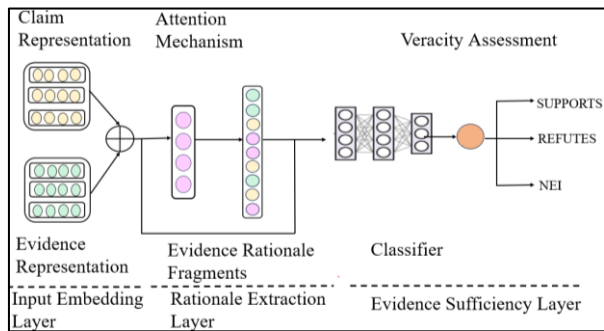 Claim
Representation
Attention
Mechanism
Veracity Assessment
SUPPORTS
REFUTES
NEI
Evidence
Representation
Evidence Rationale
Fragments
Classifier
Input Embedding
Layer
Rationale Extraction
Layer
Evidence Sufficiency Layer